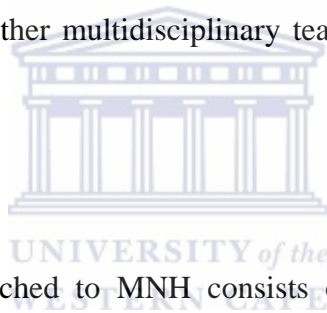 ther multidisciplinary tea
UNIVERSITY of the
ched to MNH consists
WESTERN CAPE